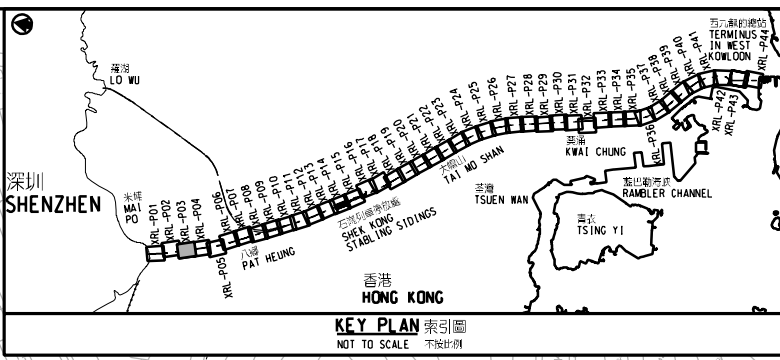 羅湖
LO WU
深圳
SHENZHEN
米埔
MAI
PO
XRL-P01
XRL-P02
XRL-P03
XRL-P04
XRL-P05
XRL-P06
XRL-P07
XRL-P08
XRL-P09
XRL-P10
XRL-P11
XRL-P12
XRL-P13
XRL-P14
XRL-P15
XRL-P16
XRL-P17
XRL-P18
XRL-P19
XRL-P20
XRL-P21
XRL-P22
XRL-P23
XRL-P24
XRL-P25
XRL-P26
XRL-P27
XRL-P28
XRL-P29
XRL-P30
XRL-P31
XRL-P32
XRL-P33
XRL-P34
XRL-P35
XRL-P36
XRL-P37
XRL-P38
XRL-P39
XRL-P40
XRL-P41
XRL-P42
XRL-P43
XRL-P44
西九龍的總站
TERMINUS
IN WEST
KOWLOON
八鄉
PAT HEUNG
SHEK KONG
STABLING SIDINGS
大帽山
TAI MO SHAN
葵涌
KWAI CHUNG
荃灣
TSUEN WAN
藍巴勒海峽
RAMBLER CHANNEL
青衣
TSING YI
香港
HONG KONG
KEY PLAN 索引圖
NOT TO SCALE 不按比例